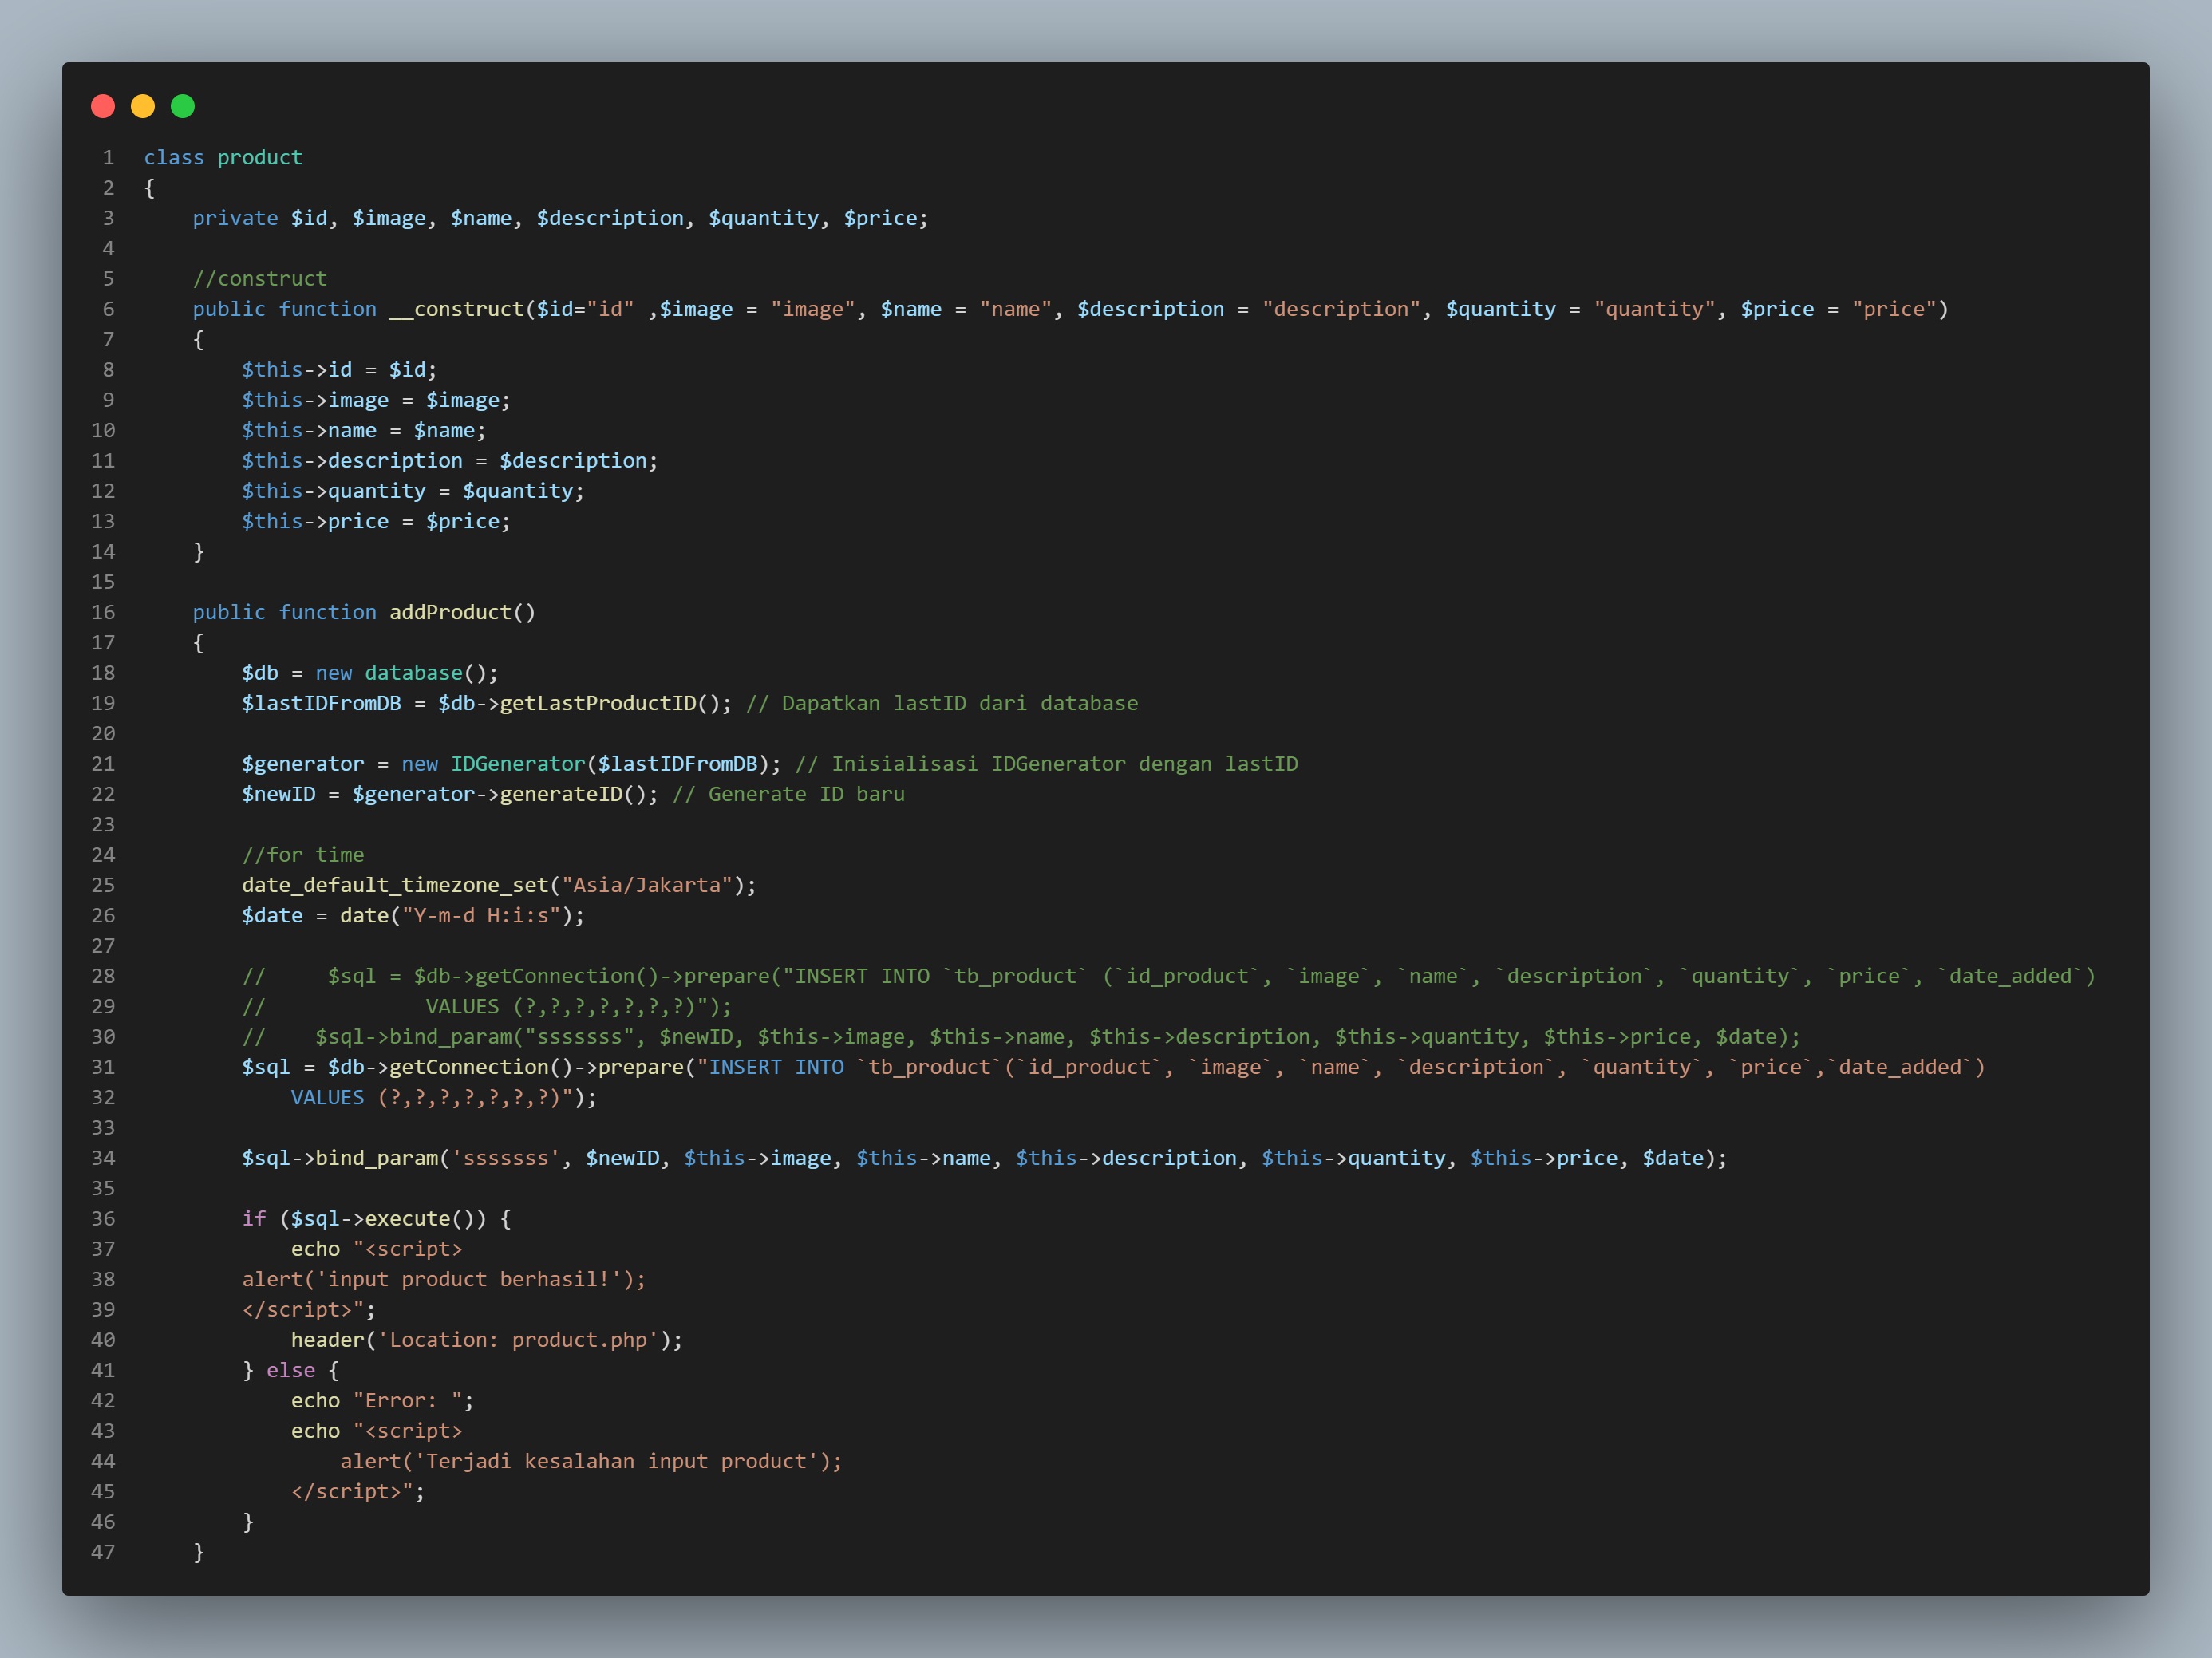 1 class product
2 {
3     private $id, $image, $name, $description, $quantity, $price;
4
5     //construct
6     public function __construct($id="id" ,$image = "image", $name = "name", $description = "description", $quantity = "quantity", $price = "price")
7     {
8         $this->id = $id;
9         $this->image = $image;
10         $this->name = $name;
11         $this->description = $description;
12         $this->quantity = $quantity;
13         $this->price = $price;
14     }
15
16     public function addProduct()
17     {
18         $db = new database();
19         $lastIDFromDB = $db->getLastProductID(); // Dapatkan lastID dari database
20
21         $generator = new IDGenerator($lastIDFromDB); // Inisialisasi IDGenerator dengan lastID
22         $newID = $generator->generateID(); // Generate ID baru
23
24         //for time
25         date_default_timezone_set("Asia/Jakarta");
26         $date = date("Y-m-d H:i:s");
27
28         //     $sql = $db->getConnection()->prepare("INSERT INTO `tb_product` (`id_product`, `image`, `name`, `description`, `quantity`, `price`, `date_added`)
29         //             VALUES (?,?,?,?,?,?,?)");
30         //    $sql->bind_param("sssssss", $newID, $this->image, $this->name, $this->description, $this->quantity, $this->price, $date);
31         $sql = $db->getConnection()->prepare("INSERT INTO `tb_product`(`id_product`, `image`, `name`, `description`, `quantity`, `price`,`date_added`)
32             VALUES (?,?,?,?,?,?,?)");
33
34         $sql->bind_param('sssssss', $newID, $this->image, $this->name, $this->description, $this->quantity, $this->price, $date);
35
36         if ($sql->execute()) {
37             echo "<script>
38         alert('input product berhasil!');
39         </script>";
40             header('Location: product.php');
41         } else {
42             echo "Error: ";
43             echo "<script>
44                 alert('Terjadi kesalahan input product');
45             </script>";
46         }
47     }